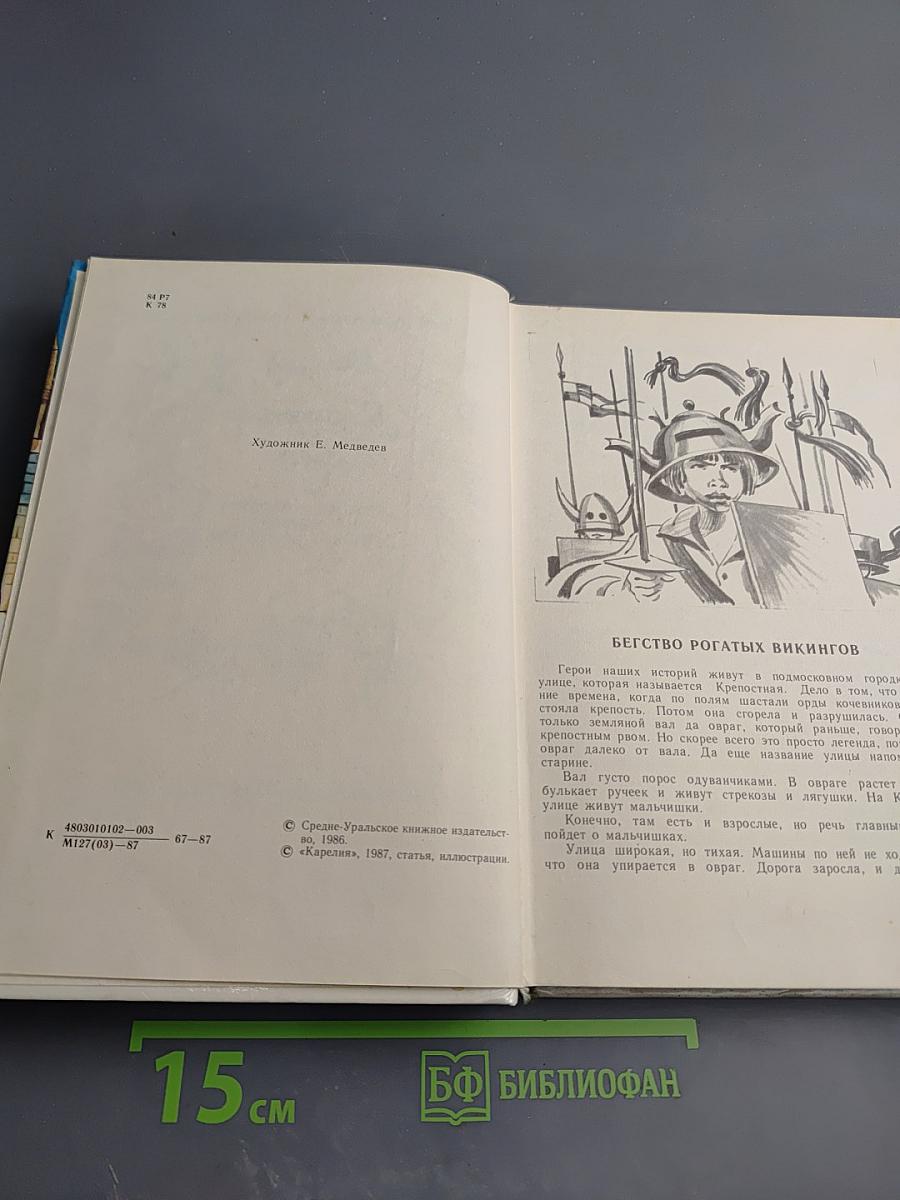 84 Р7
К 78
Художник Е. Медведев
К 4803010102—003 67—87
М127(03)—87
© Средне-Уральское книжное издательст-
во, 1986.
© «Карелия», 1987, статья, иллюстрации.
БЕГСТВО РОГАТЫХ ВИКИНГОВ
Герои наших историй живут в подмосковном городк
улице, которая называется Крепостная. Дело в том, что
ние времена, когда по полям шастали орды кочевников
стояла крепость. Потом она сгорела и разрушилась.
только земляной вал да овраг, который раньше, говор
крепостным рвом. Но скорее всего это просто легенда, по
овраг далеко от вала. Да еще название улицы напом
старине.
Вал густо порос одуванчиками. В овраге растет
булькает ручеек и живут стрекозы и лягушки. На К
улице живут мальчишки.
Конечно, там есть и взрослые, но речь главны
пойдет о мальчишках.
Улица широкая, но тихая. Машины по ней не хо
что она упирается в овраг. Дорога заросла, и д
15 см
БФ БИБЛИОФАН